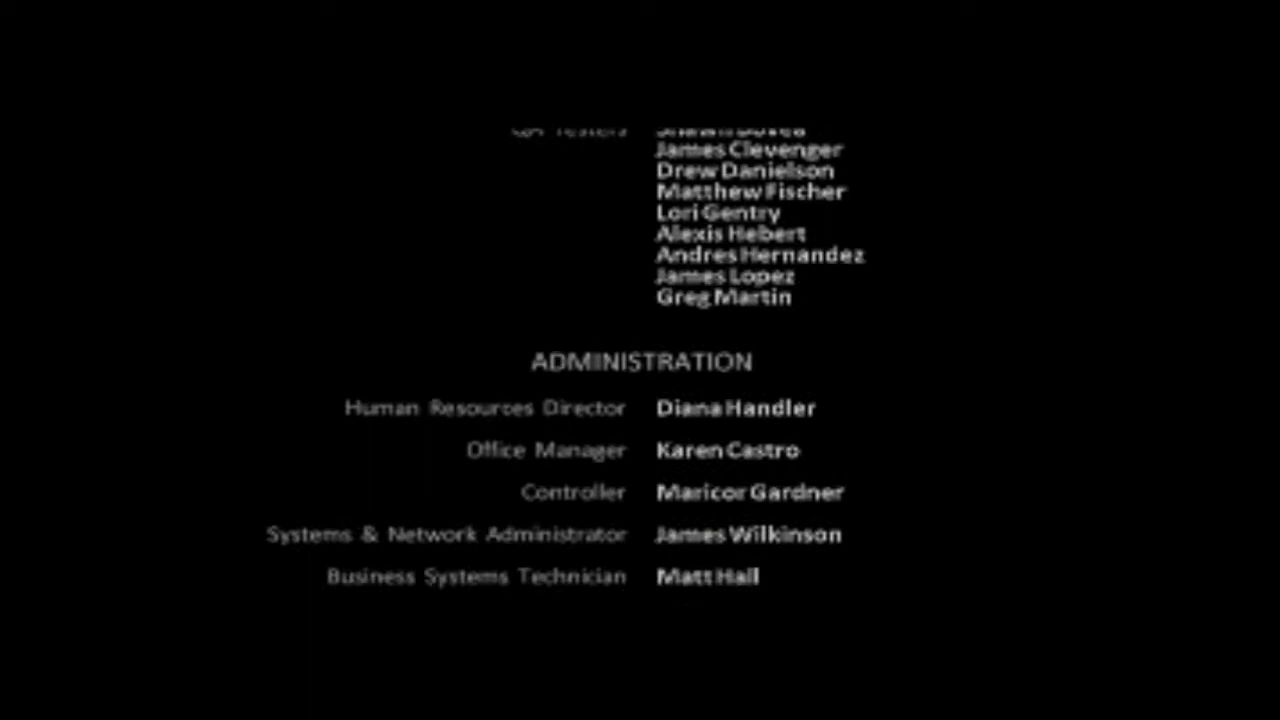 QA Testers
James Clevenger
Drew Danielson
Matthew Fischer
Lori Gentry
Alexis Hebert
Andres Hernandez
James Lopez
Greg Martin
ADMINISTRATION
Human Resources Director Diana Handler
Office Manager Karen Castro
Controller Maricor Gardner
Systems & Network Administrator James Wilkinson
Business Systems Technician Matt Hall